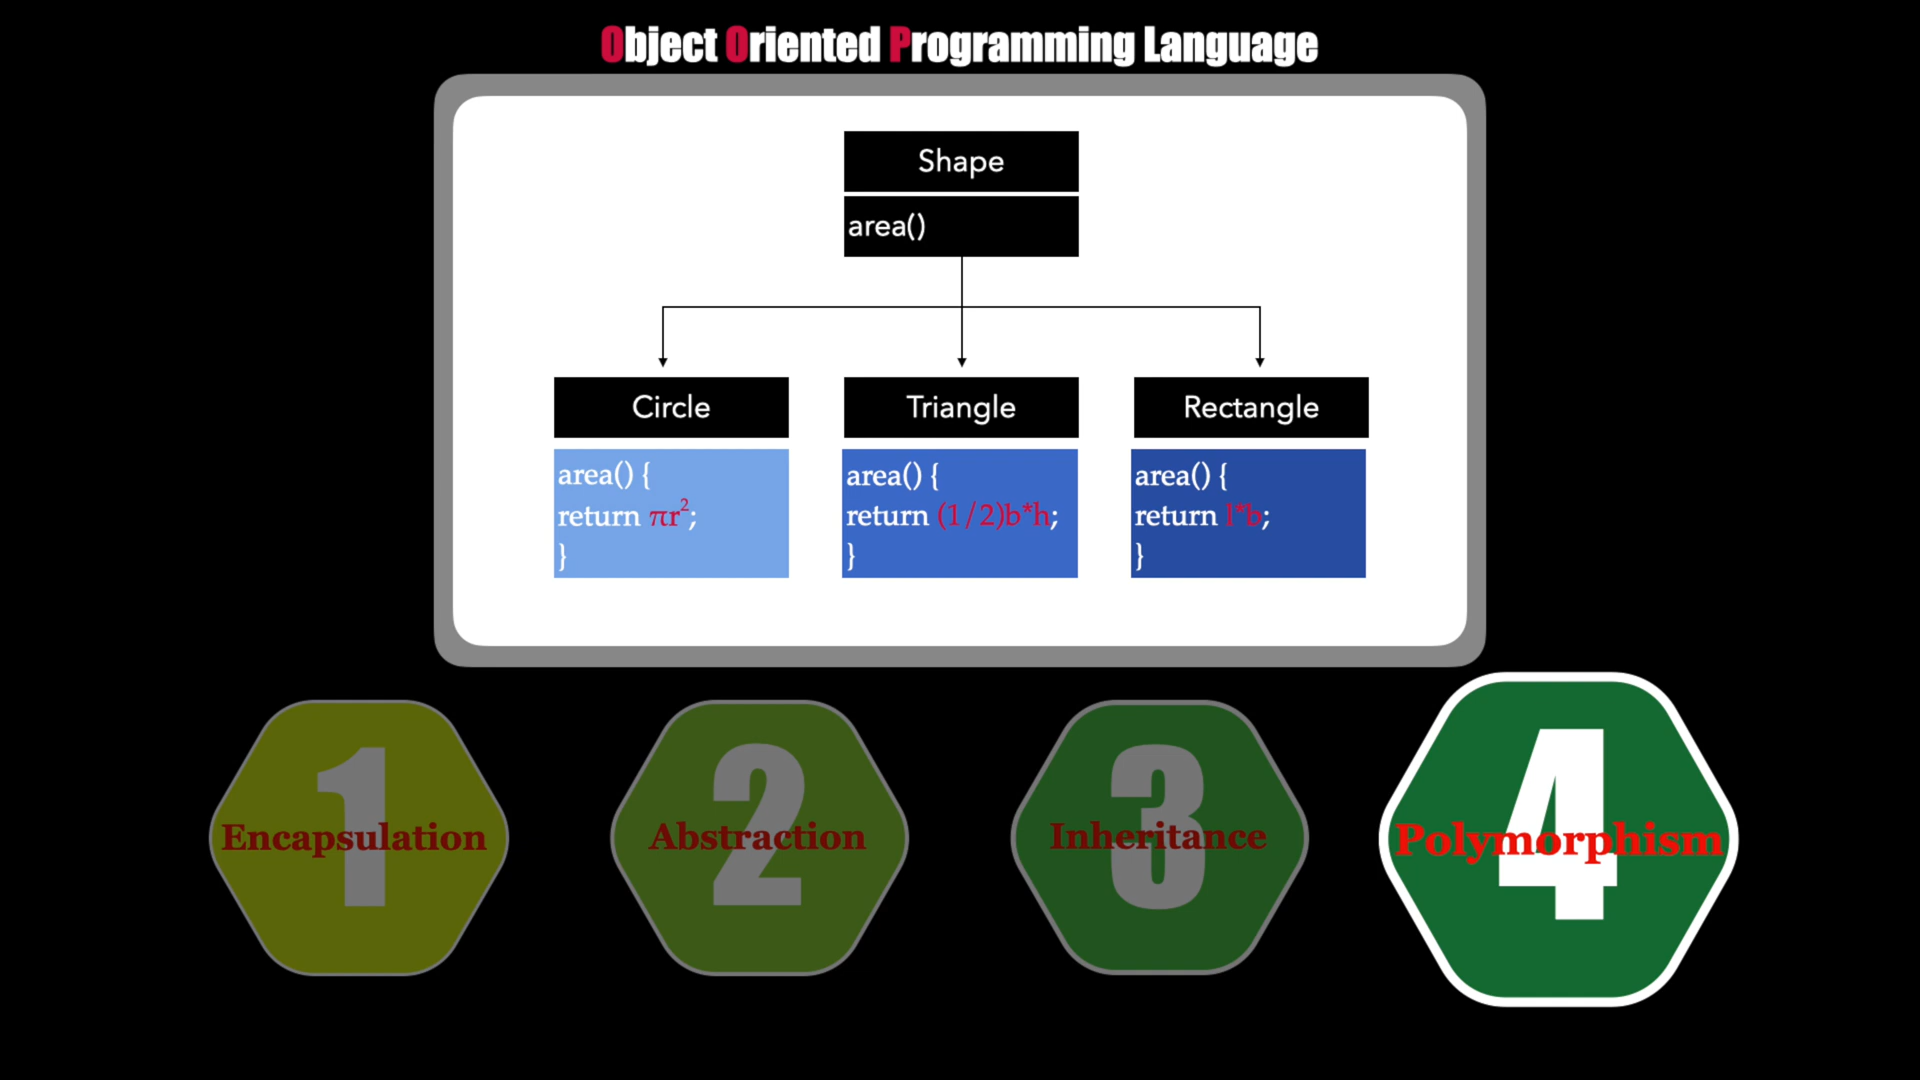 Object Oriented Programming Language
Shape
area()
Circle
Triangle
Rectangle
area() {
return πr²;
}
area() {
return (1/2)b*h;
}
area() {
return l*b;
}
1
Encapsulation
2
Abstraction
3
Inheritance
4
Polymorphism